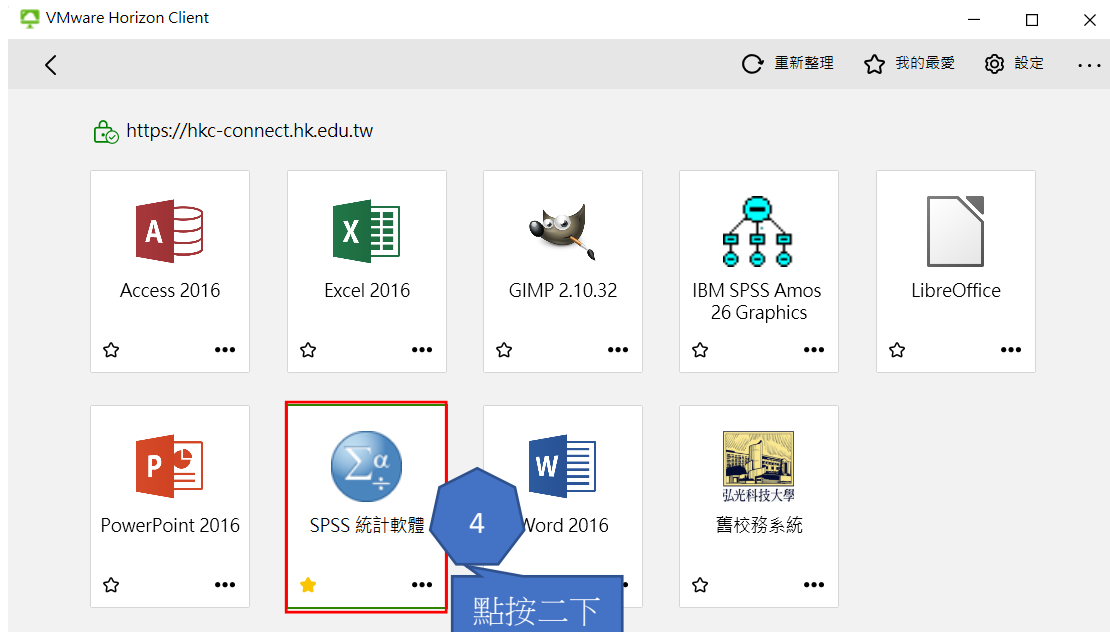 VMware Horizon Client
重新整理
我的最愛
設定
https://hkc-connect.hk.edu.tw
A
X
Access 2016
Excel 2016
GIMP 2.10.32
IBM SPSS Amos
26 Graphics
LibreOffice
P
Σα÷
W
弘光科技大學
PowerPoint 2016
SPSS 統計軟體
4
Word 2016
舊校務系統
點按二下